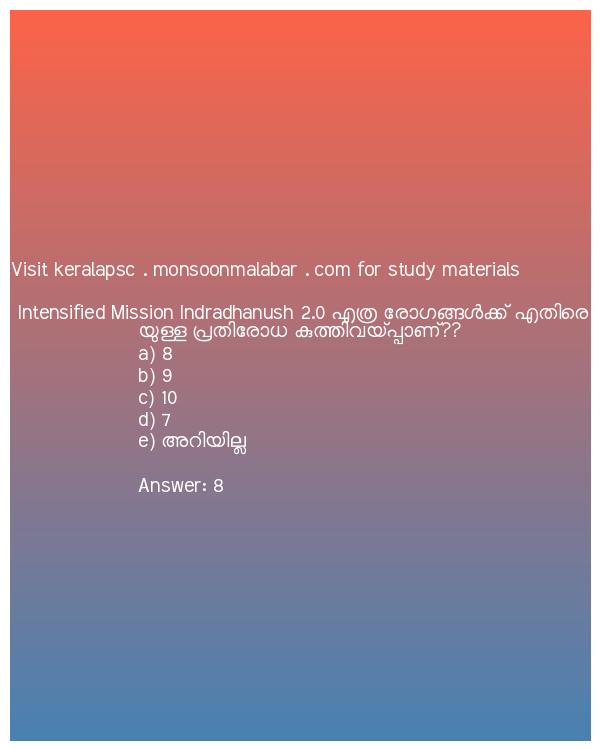 Visit keralapsc . monsoonmalabar . com for study materials
Intensified Mission Indradhanush 2.0 എത്ര രോഗങ്ങൾക്ക് എതിരെ
യുള്ള പ്രതിരോധ കുത്തിവയ്പ്പാണ്??
a) 8
b) 9
c) 10
d) 7
e) അറിയില്ല
Answer: 8